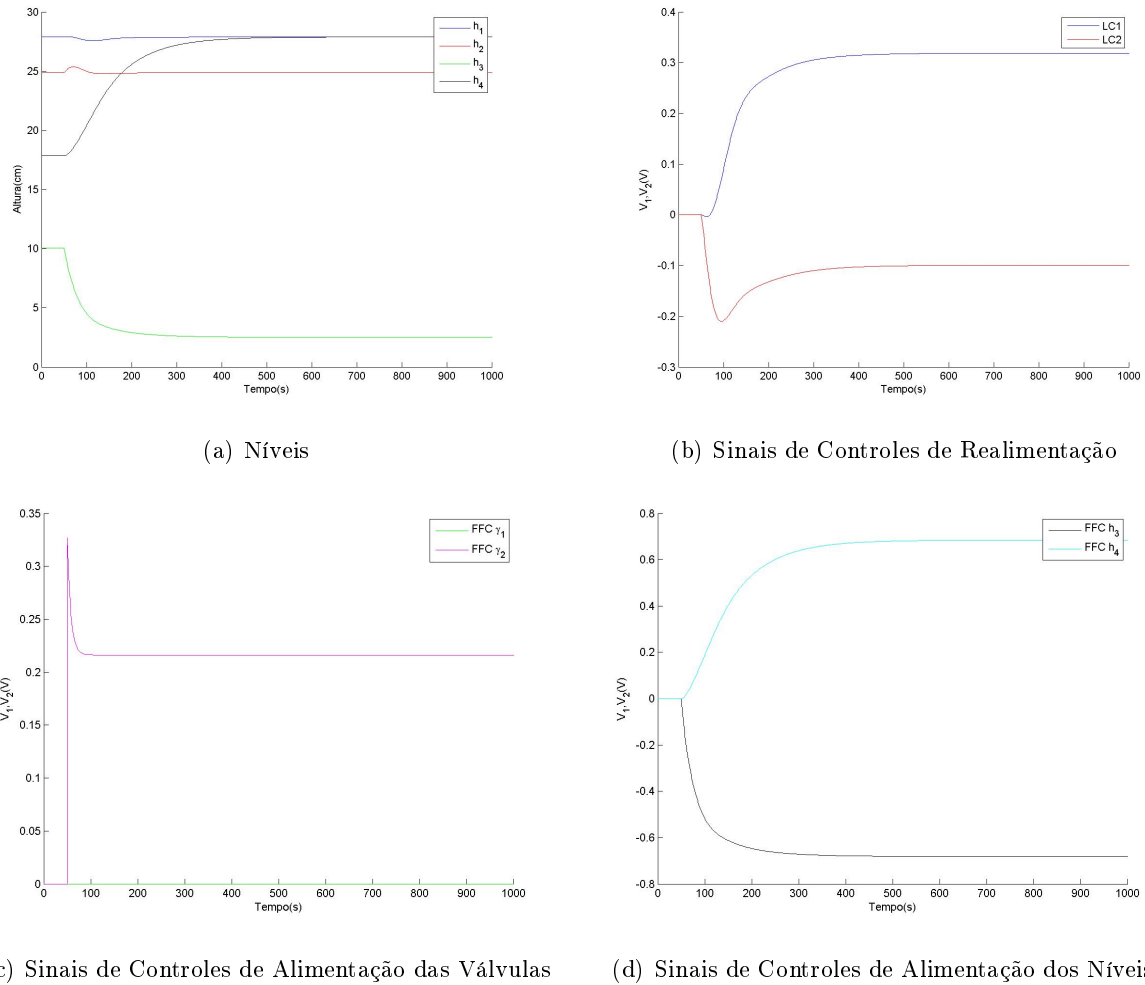 30
25
20
15
10
5
0
Altura(cm)
0 100 200 300 400 500 600 700 800 900 1000
Tempo(s)
h1
h2
h3
h4
(a) Níveis
0.4
0.3
0.2
0.1
0
-0.1
-0.2
-0.3
V1,V2(V)
0 100 200 300 400 500 600 700 800 900 1000
Tempo(s)
LC1
LC2
(b) Sinais de Controles de Realimentação
0.35
0.3
0.25
0.2
0.15
0.1
0.05
0
V1,V2(V)
0 100 200 300 400 500 600 700 800 900 1000
Tempo(s)
FFC γ1
FFC γ2
) Sinais de Controles de Alimentação das Válvulas
0.8
0.6
0.4
0.2
0
-0.2
-0.4
-0.6
-0.8
V1,V2(V)
0 100 200 300 400 500 600 700 800 900 1000
Tempo(s)
FFC h3
FFC h4
(d) Sinais de Controles de Alimentação dos Níveis